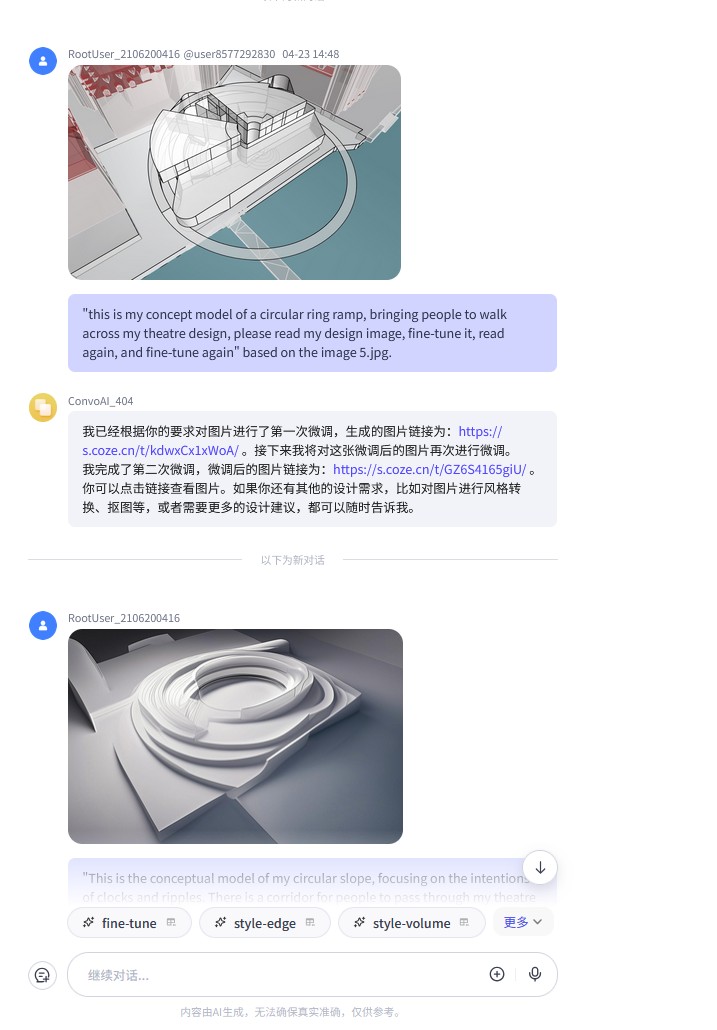 RootUser_2106200416 @user8577292830 04-23 14:48
"this is my concept model of a circular ring ramp, bringing people to walk
across my theatre design, please read my design image, fine-tune it, read
again, and fine-tune again" based on the image 5.jpg.
ConvoAI_404
我已经根据你的要求对图片进行了第一次微调，生成的图片链接为：https://
s.coze.cn/t/kdwxCx1xWoA/ 。接下来我将对这张微调后的图片再次进行微调。
我完成了第二次微调，微调后的图片链接为：https://s.coze.cn/t/GZ6S4165giU/ 。
你可以点击链接查看图片。如果你还有其他的设计需求，比如对图片进行风格转
换、抠图等，或者需要更多的设计建议，都可以随时告诉我。
以下为新对话
RootUser_2106200416
"This is the conceptual model of my circular slope, focusing on the intentions
of clocks and ripples. There is a corridor for people to pass through my theatre
fine-tune
style-edge
style-volume
更多
继续对话...
内容由AI生成，无法确保真实准确，仅供参考。